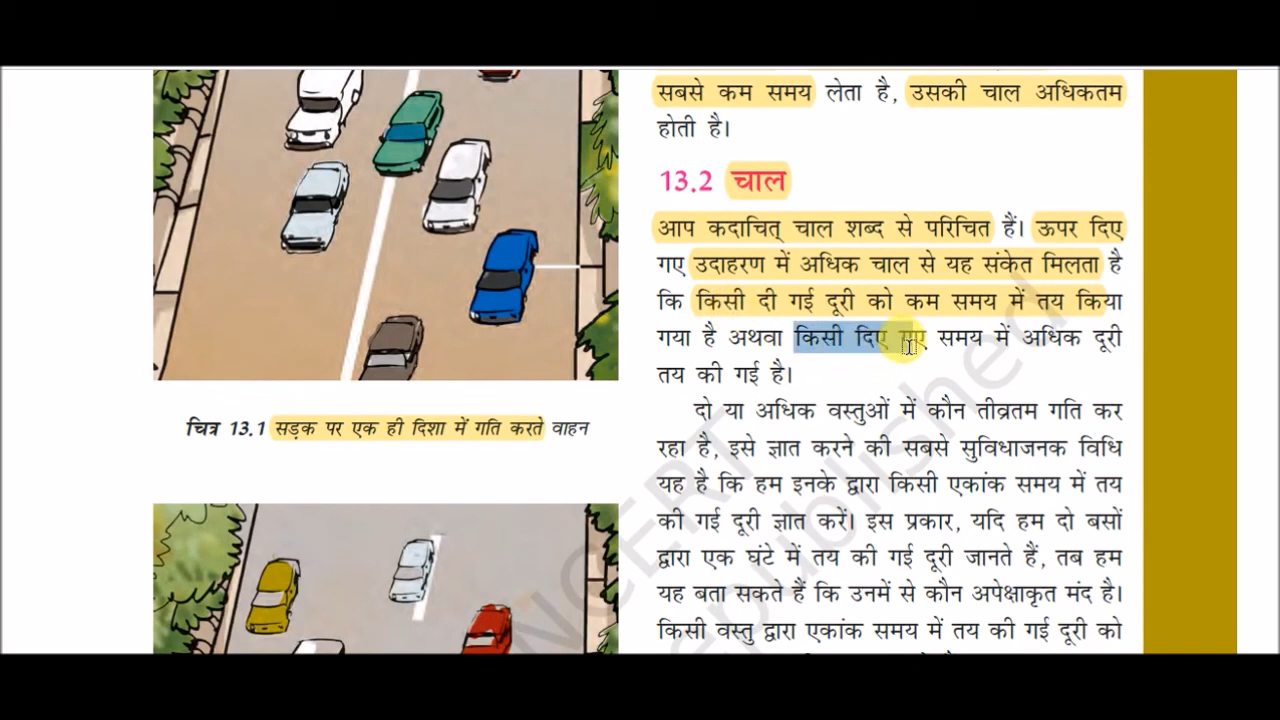 सबसे कम समय लेता है, उसकी चाल अधिकतम
होती है।
13.2 चाल
आप कदाचित् चाल शब्द से परिचित हैं। ऊपर दिए
गए उदाहरण में अधिक चाल से यह संकेत मिलता है
कि किसी दी गई दूरी को कम समय में तय किया
गया है अथवा किसी दिए गए समय में अधिक दूरी
तय की गई है।
दो या अधिक वस्तुओं में कौन तीव्रतम गति कर
रहा है, इसे ज्ञात करने की सबसे सुविधाजनक विधि
यह है कि हम इनके द्वारा किसी एकांक समय में तय
की गई दूरी ज्ञात करें। इस प्रकार, यदि हम दो बसों
द्वारा एक घंटे में तय की गई दूरी जानते हैं, तब हम
यह बता सकते हैं कि उनमें से कौन अपेक्षाकृत मंद है।
किसी वस्तु द्वारा एकांक समय में तय की गई दूरी को
चित्र 13.1 सड़क पर एक ही दिशा में गति करते वाहन
NCERT
republished